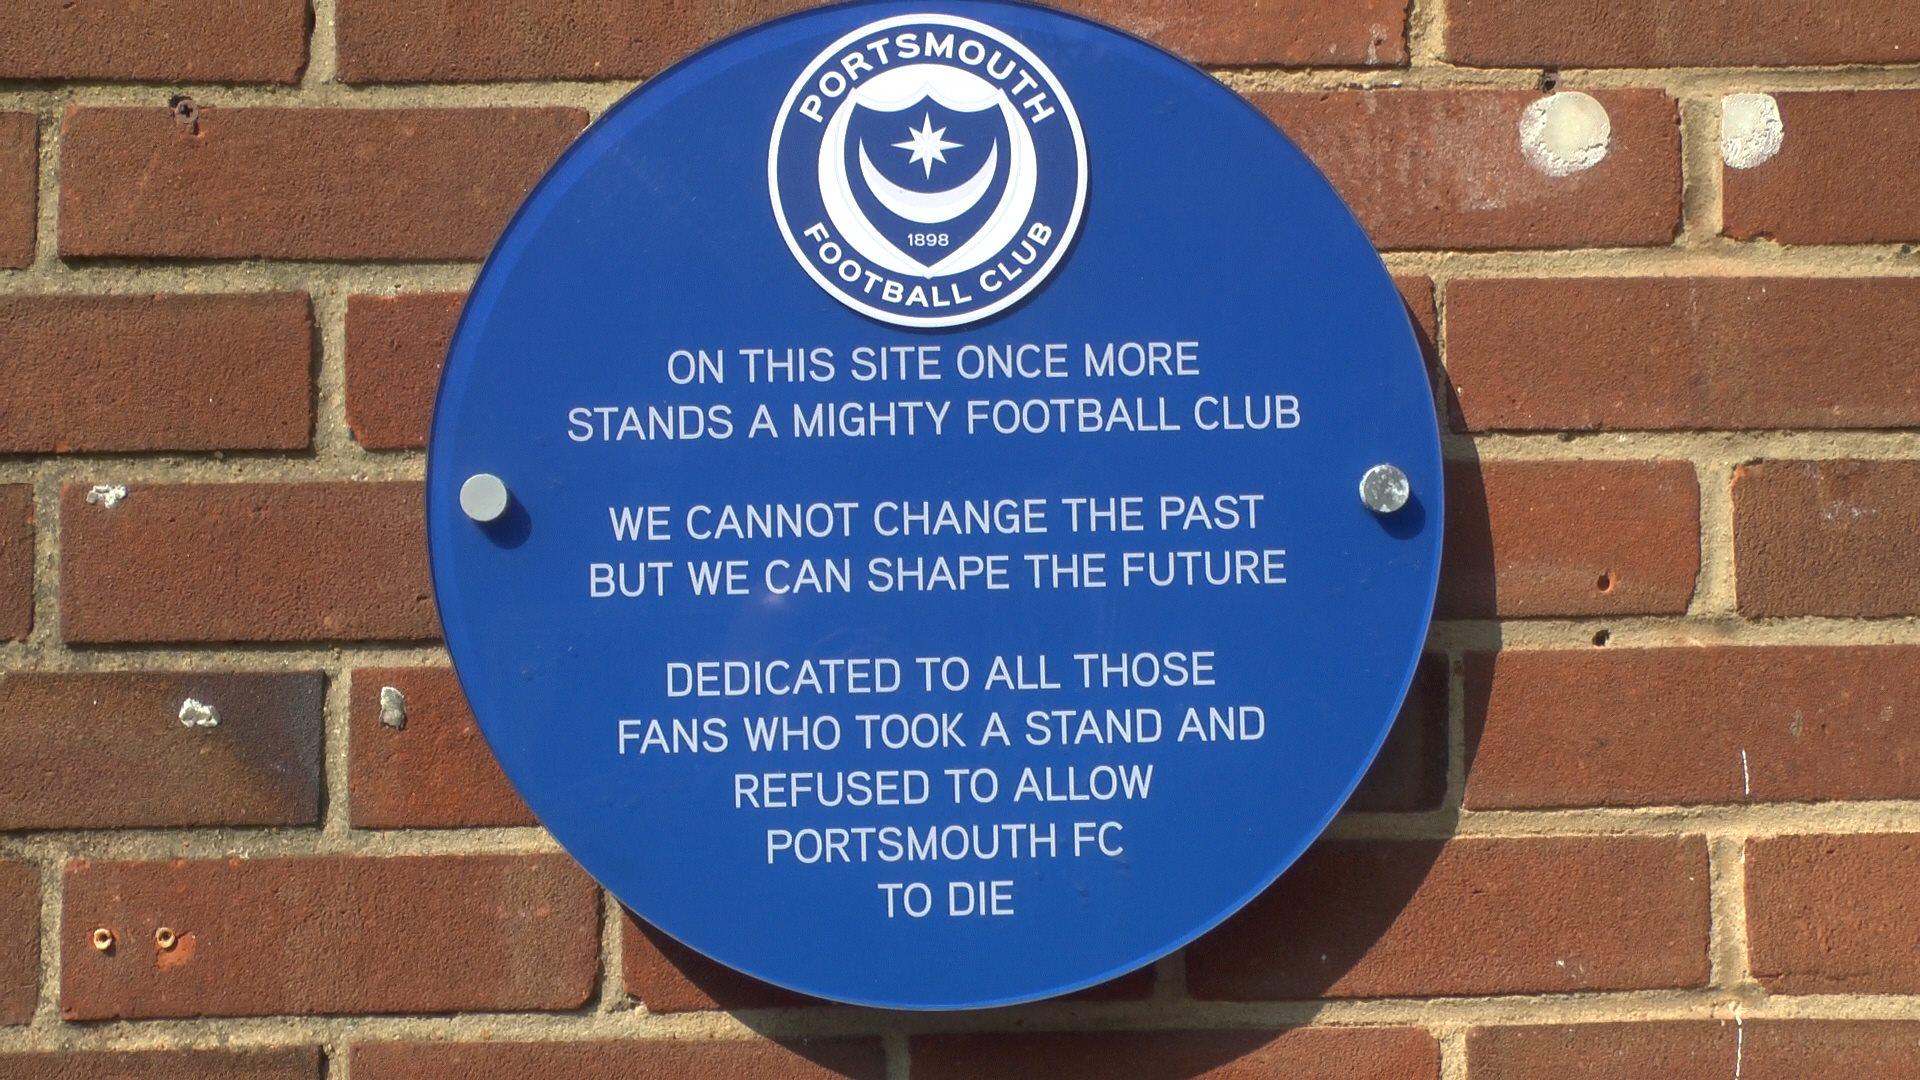 PORTSMOUTH
1898
FOOTBALL CLUB
ON THIS SITE ONCE MORE
STANDS A MIGHTY FOOTBALL CLUB
WE CANNOT CHANGE THE PAST
BUT WE CAN SHAPE THE FUTURE
DEDICATED TO ALL THOSE
FANS WHO TOOK A STAND AND
REFUSED TO ALLOW
PORTSMOUTH FC
TO DIE